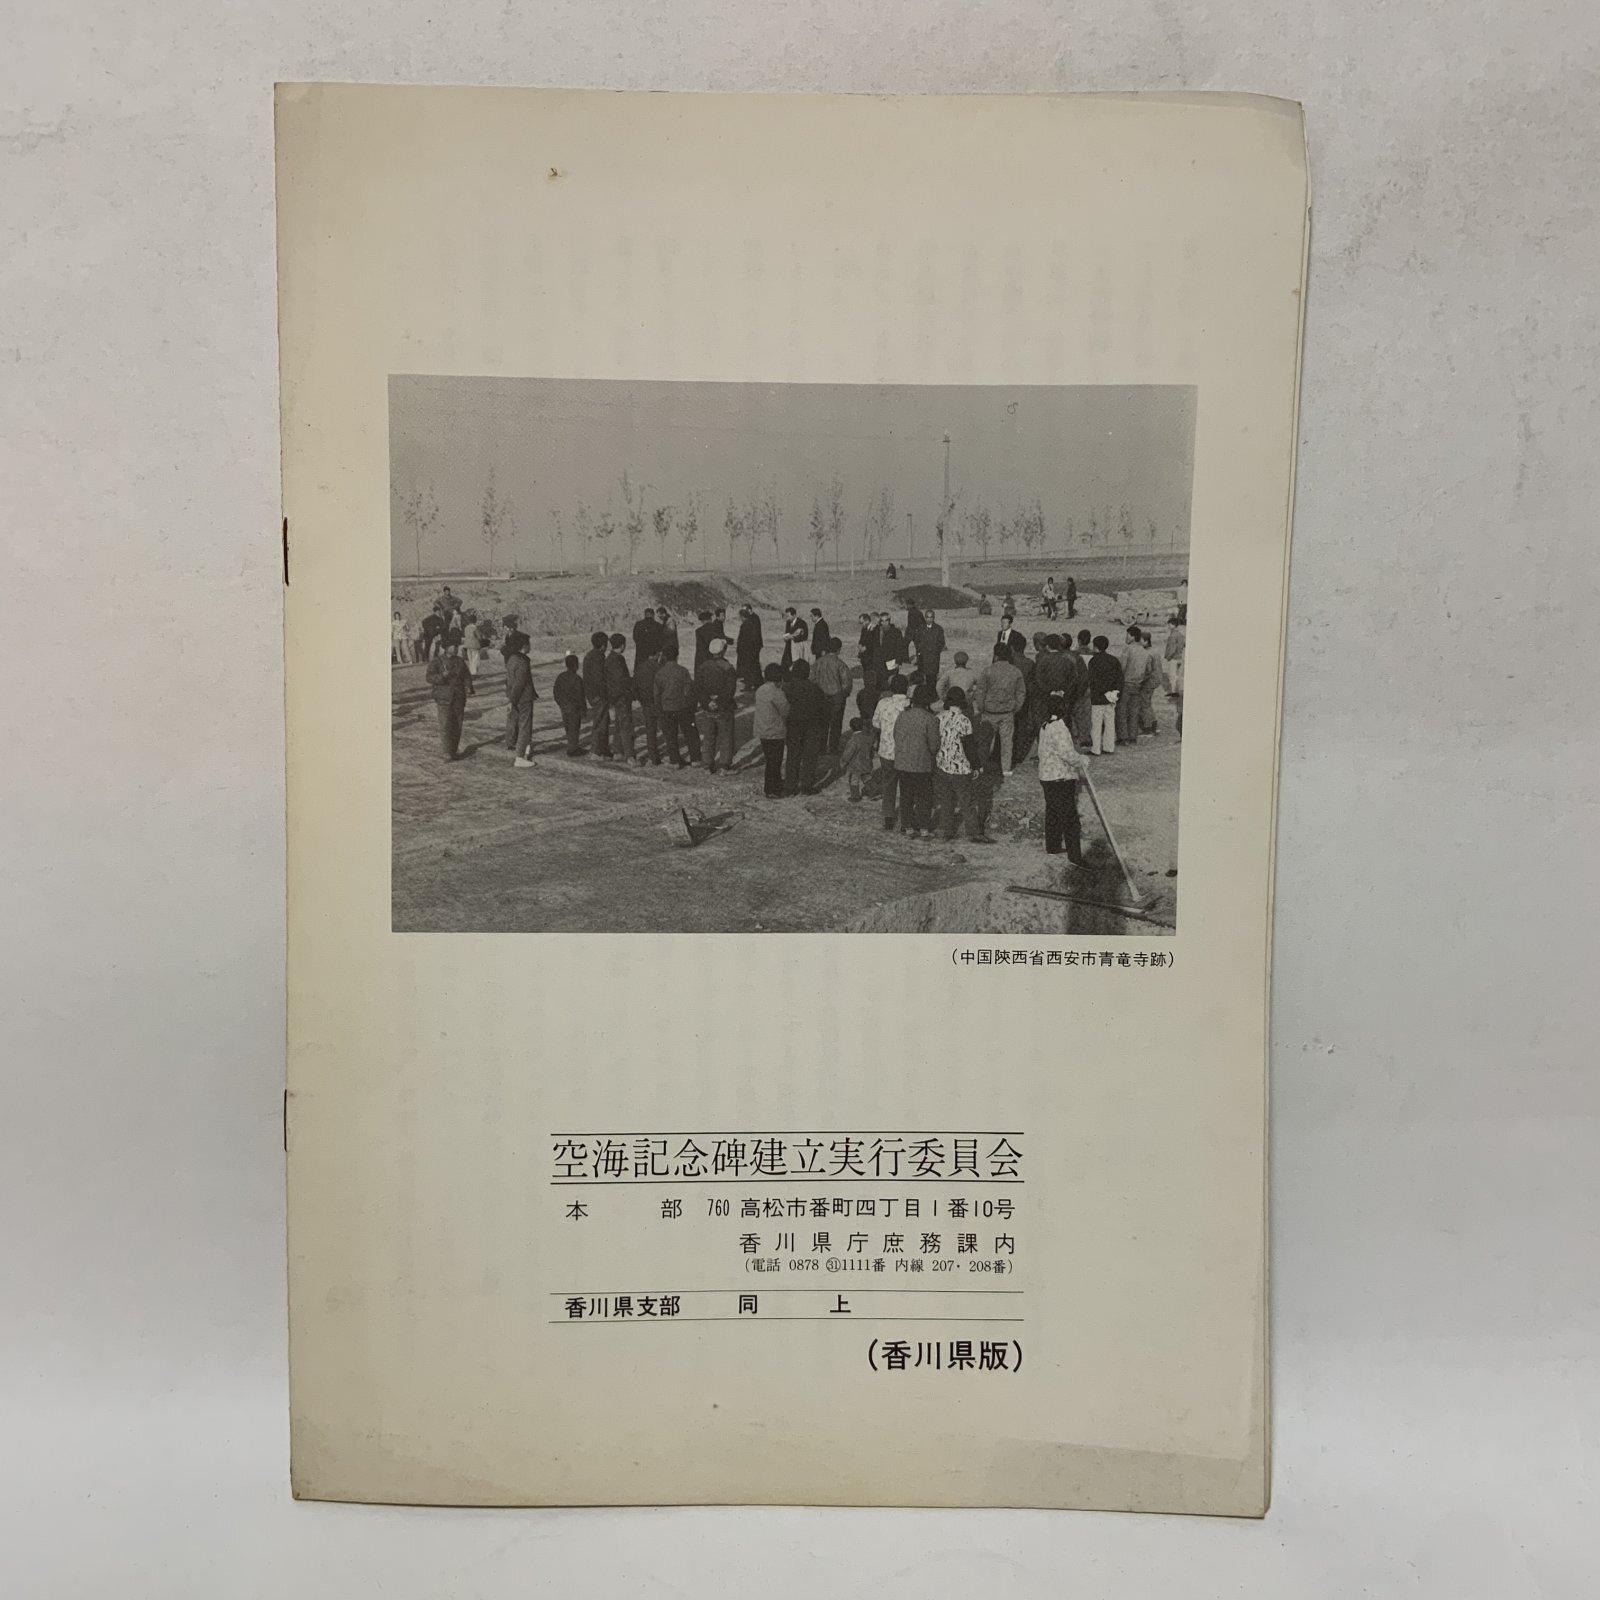 (中国陝西省西安市青竜寺跡)
空海記念碑建立実行委員会
本 部 760 高松市番町四丁目1番10号
香川県庁庶務課内
(電話 0878 ㉛1111番 内線 207・208番)
香川県支部 同 上
(香川県版)